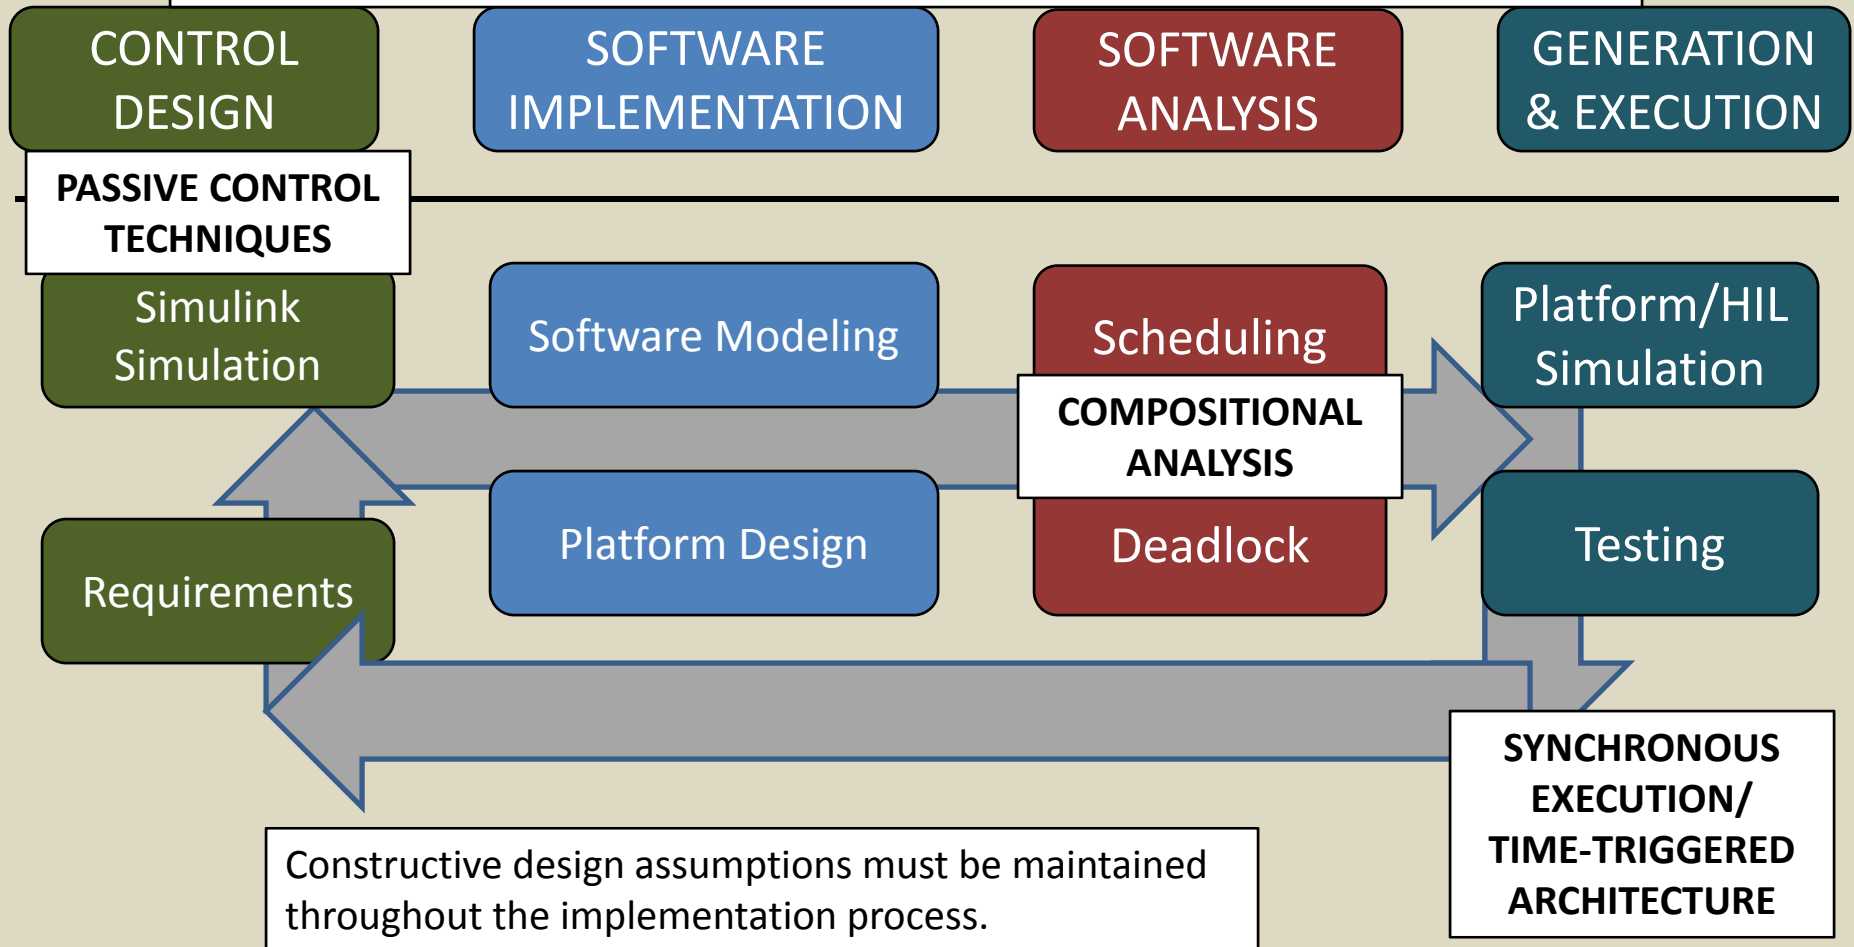 CONTROL
DESIGN
SOFTWARE
IMPLEMENTATION
SOFTWARE
ANALYSIS
GENERATION
& EXECUTION
PASSIVE CONTROL
TECHNIQUES
Simulink
Simulation
Software Modeling
Scheduling
Platform/HIL
Simulation
COMPOSITIONAL
ANALYSIS
Requirements
Platform Design
Deadlock
Testing
SYNCHRONOUS
EXECUTION/
TIME-TRIGGERED
ARCHITECTURE
Constructive design assumptions must be maintained
throughout the implementation process.